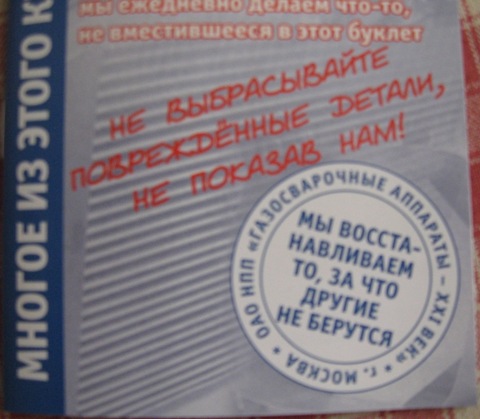 мы ежедневно делаем что-то,
не вместившееся в этот буклет
НЕ ВЫБРАСЫВАЙТЕ
ПОВРЕЖДЁННЫЕ ДЕТАЛИ,
НЕ ПОКАЗАВ НАМ!
МНОГОЕ ИЗ ЭТОГО К
ОАО НПП «ГАЗОСВАРОЧНЫЕ АППАРАТЫ – XXI ВЕК» • г. МОСКВА •
МЫ ВОССТА-
НАВЛИВАЕМ
ТО, ЗА ЧТО
ДРУГИЕ
НЕ БЕРУТСЯ